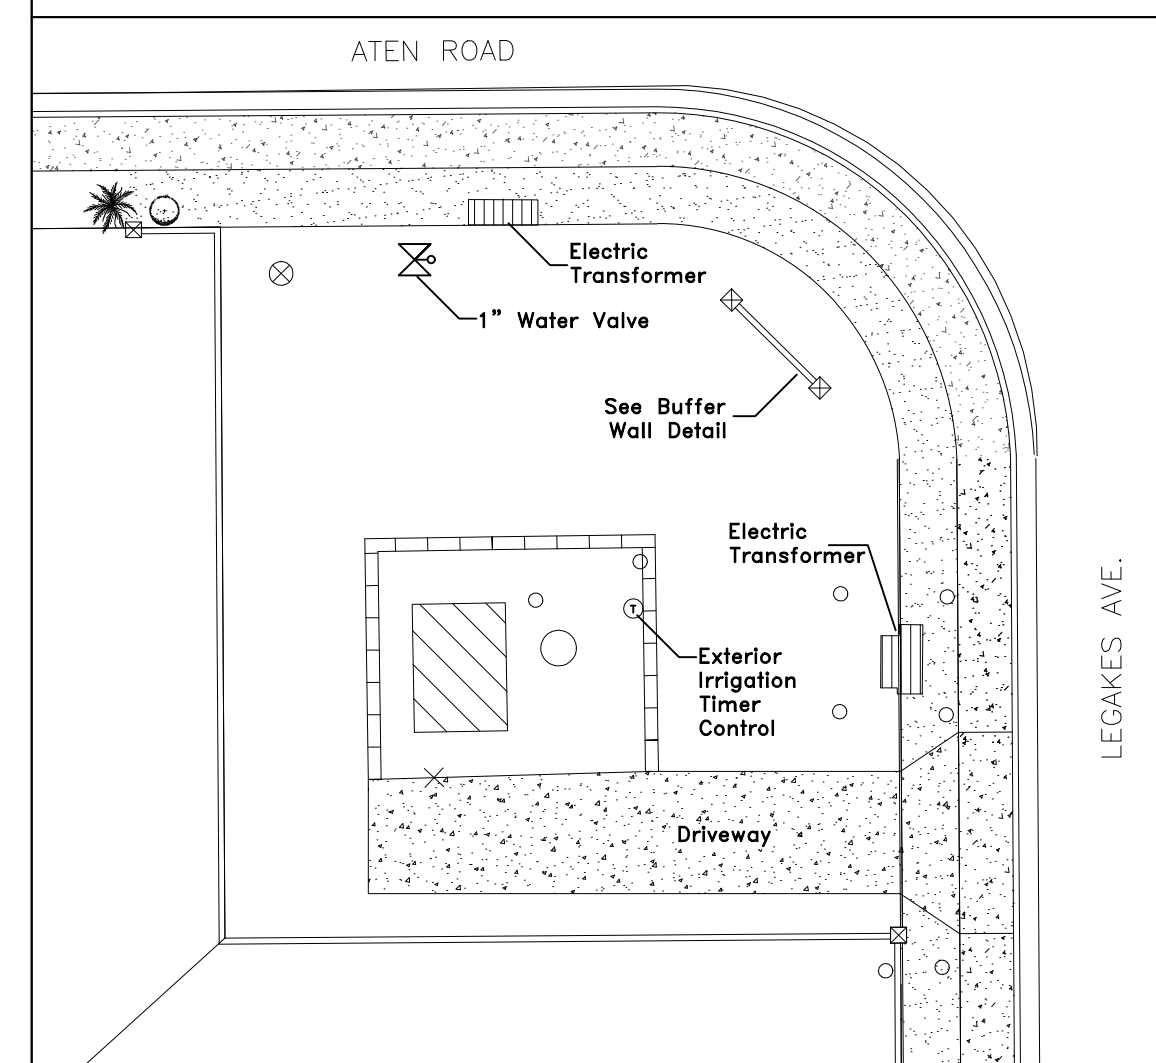 ATEN ROAD
Electric
Transformer
1” Water Valve
See Buffer
Wall Detail
Electric
Transformer
T
Exterior
Irrigation
Timer
Control
LEGAKES AVE.
Driveway